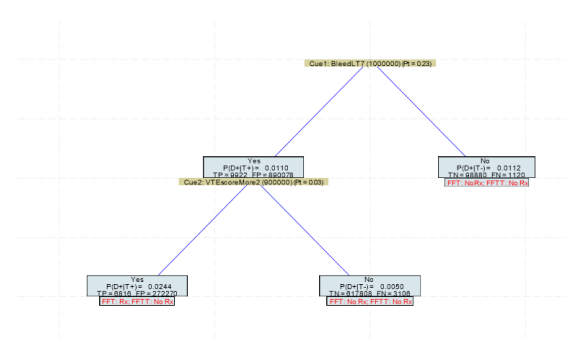 Cue1: BleedLT7 (1000000) (Pt = 0.23)
Yes
P(D+|T+) = 0.0110
TP = 9922 FP = 890078
No
P(D+|T-) = 0.0112
TN = 98880 FN = 1120
FFT: No Rx; FFTT: No Rx
Cue2: VTEscoreMore2 (900000) (Pt = 0.03)
Yes
P(D+|T+) = 0.0244
TP = 6816 FP = 272270
FFT: Rx; FFTT: No Rx
No
P(D+|T-) = 0.0050
TN = 617808 FN = 3106
FFT: No Rx; FFTT: No Rx